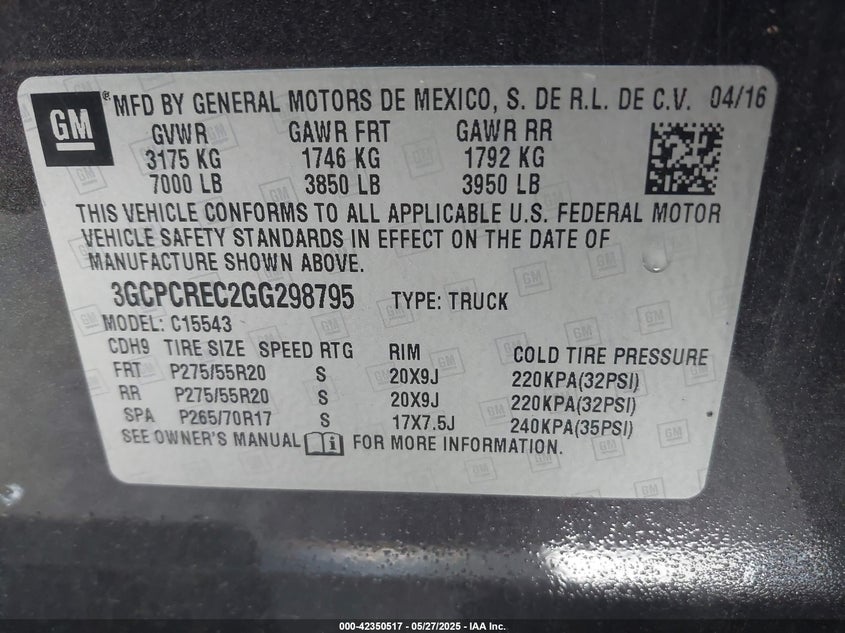 GM ® MFD BY GENERAL MOTORS DE MEXICO, S. DE R.L. DE C.V. 04/16
GVWR GAWR FRT GAWR RR
3175 KG 1746 KG 1792 KG
7000 LB 3850 LB 3950 LB
THIS VEHICLE CONFORMS TO ALL APPLICABLE U.S. FEDERAL MOTOR
VEHICLE SAFETY STANDARDS IN EFFECT ON THE DATE OF
MANUFACTURE SHOWN ABOVE.
3GCPCREC2GG298795 TYPE: TRUCK
MODEL: C15543
CDH9 TIRE SIZE SPEED RTG RIM COLD TIRE PRESSURE
FRT P275/55R20 S 20X9J 220KPA(32PSI)
RR P275/55R20 S 20X9J 220KPA(32PSI)
SPA P265/70R17 S 17X7.5J 240KPA(35PSI)
SEE OWNER'S MANUAL i FOR MORE INFORMATION.
000-42350517 - 05/27/2025 - IAA Inc.